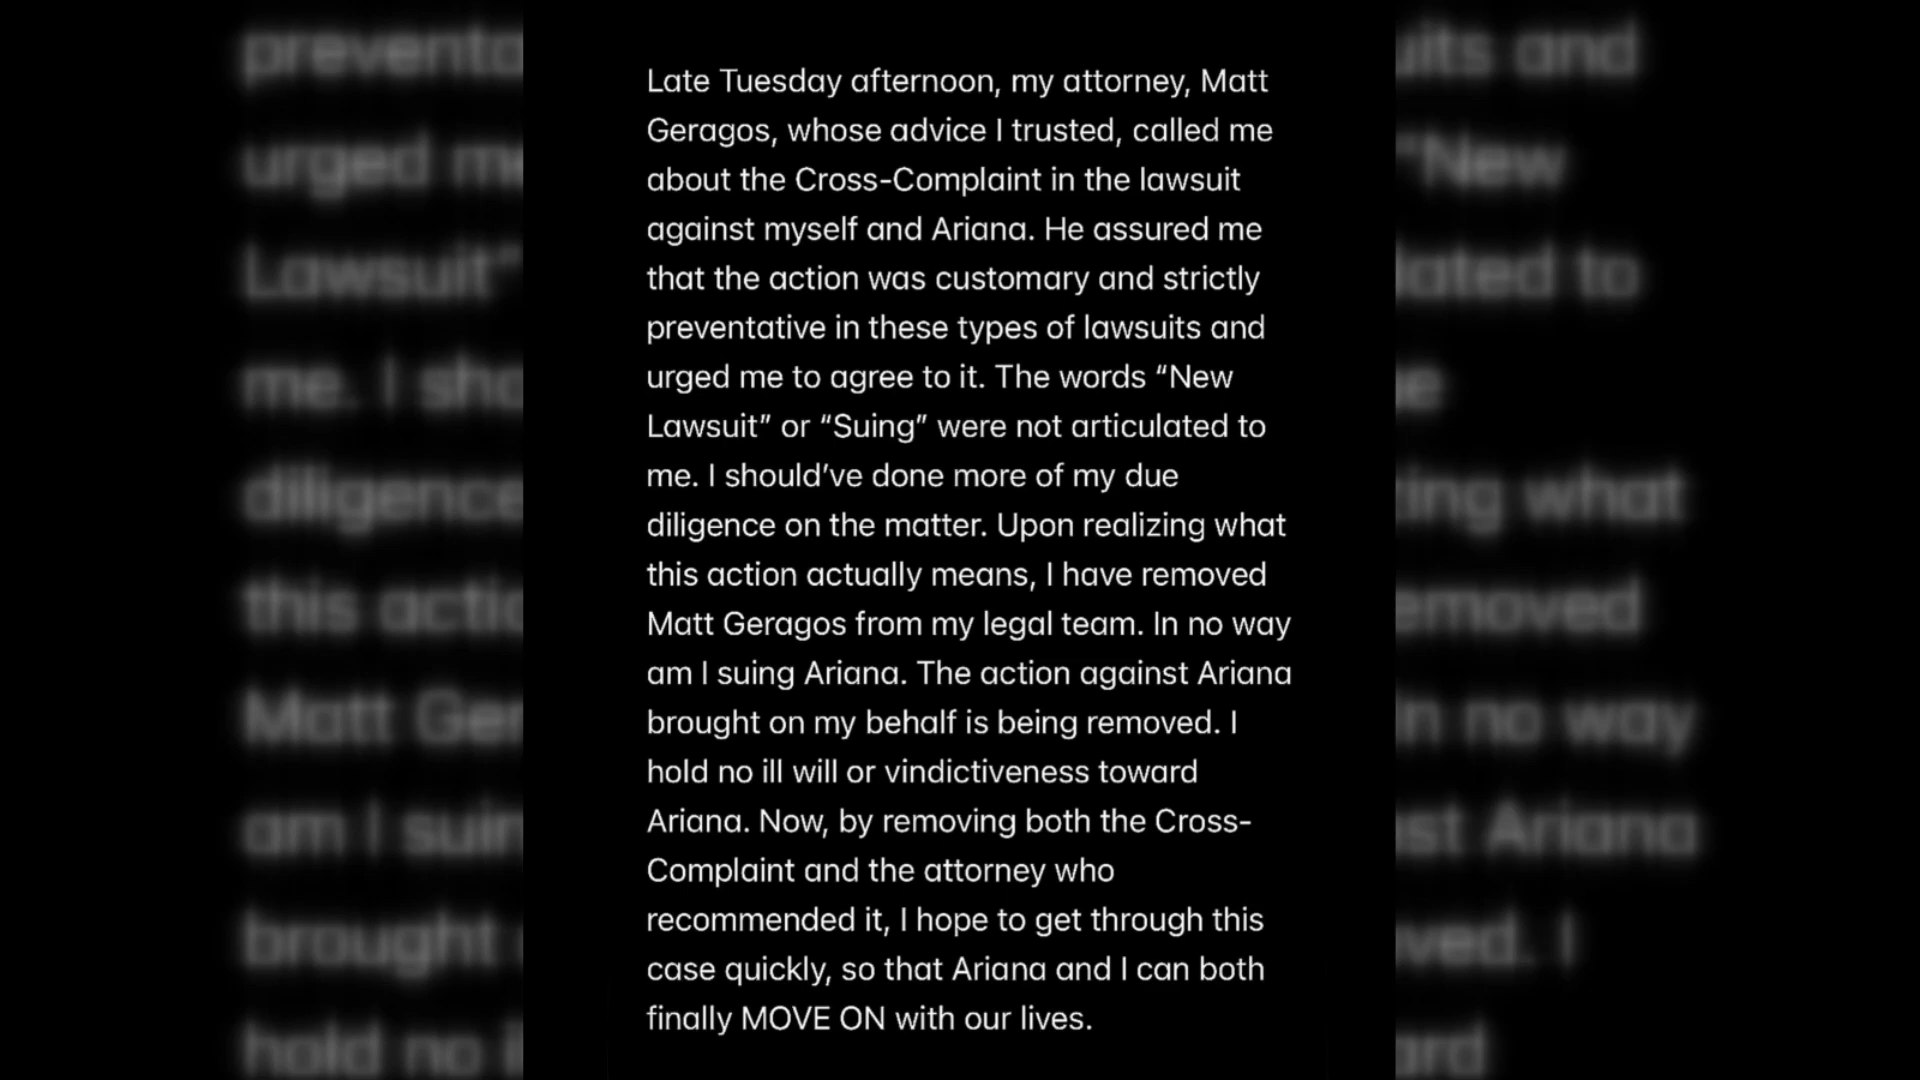 Late Tuesday afternoon, my attorney, Matt
Geragos, whose advice I trusted, called me
about the Cross-Complaint in the lawsuit
against myself and Ariana. He assured me
that the action was customary and strictly
preventative in these types of lawsuits and
urged me to agree to it. The words “New
Lawsuit” or “Suing” were not articulated to
me. I should’ve done more of my due
diligence on the matter. Upon realizing what
this action actually means, I have removed
Matt Geragos from my legal team. In no way
am I suing Ariana. The action against Ariana
brought on my behalf is being removed. I
hold no ill will or vindictiveness toward
Ariana. Now, by removing both the Cross-
Complaint and the attorney who
recommended it, I hope to get through this
case quickly, so that Ariana and I can both
finally MOVE ON with our lives.